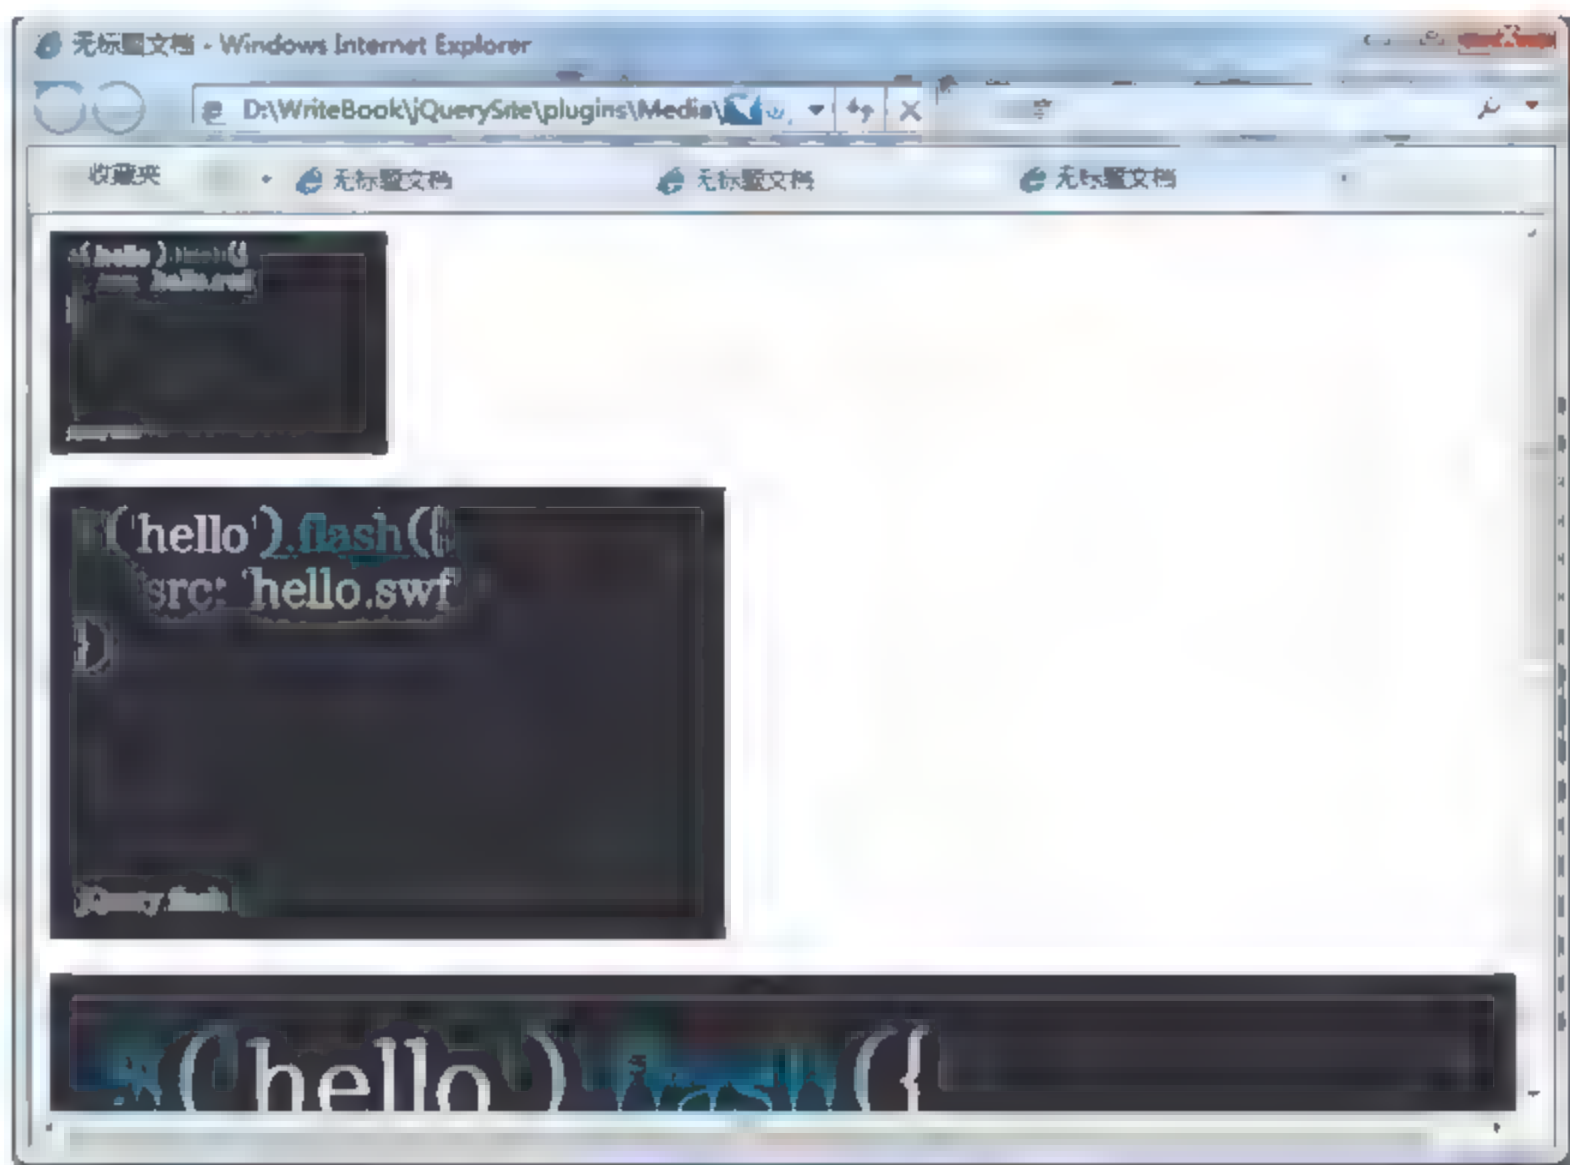 无标题文档 - Windows Internet Explorer
D:\WriteBook\jQuerySite\plugins\Media\
收藏夹 无标题文档 无标题文档 无标题文档
hello
('hello').flash({
src: 'hello.swf'
})
(hello) ({